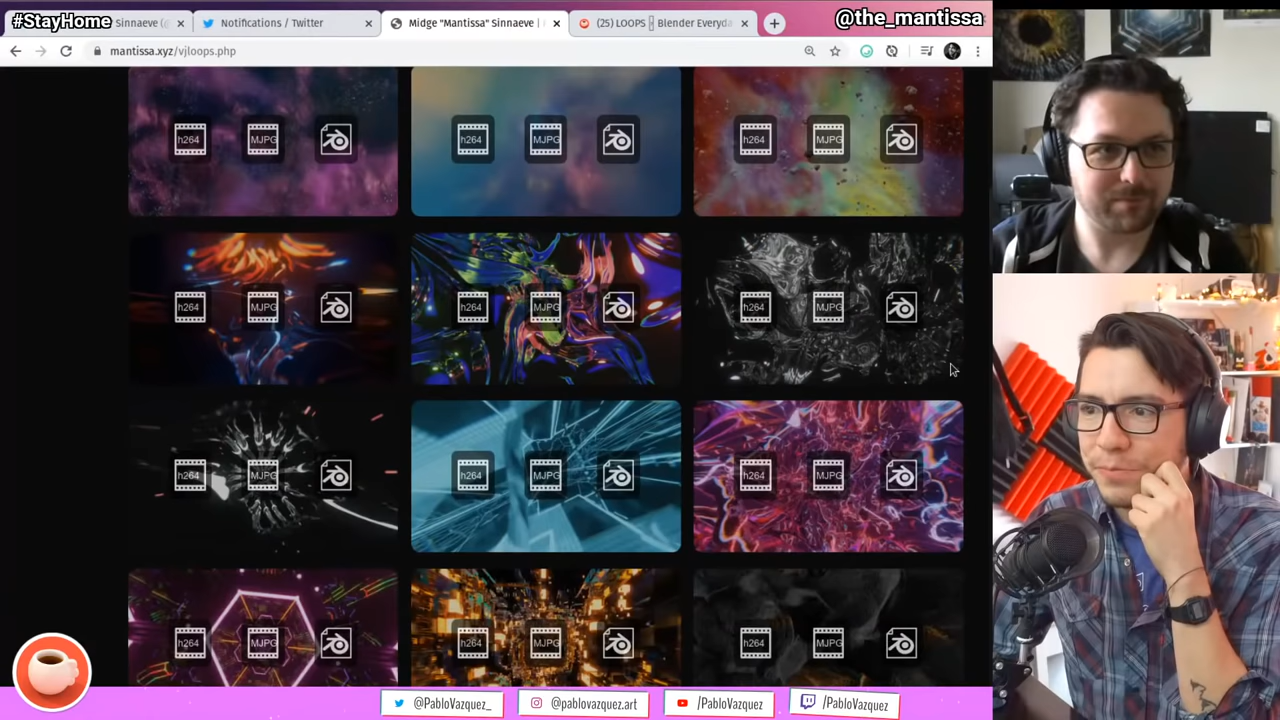 #StayHome
Sinnaeve (@
Notifications / Twitter
Midge "Mantissa" Sinnaeve |
(25) LOOPS
Blender Everyda
@the_mantissa
mantissa.xyz/vjloops.php
h264 MJPG h264 MJPG h264 MJPG
h264 MJPG h264 MJPG h264 MJPG
h264 MJPG h264 MJPG h264 MJPG
h264 MJPG h264 MJPG h264 MJPG
@PabloVazquez_
@pablovazquez.art
/PabloVazquez
/PabloVazquez